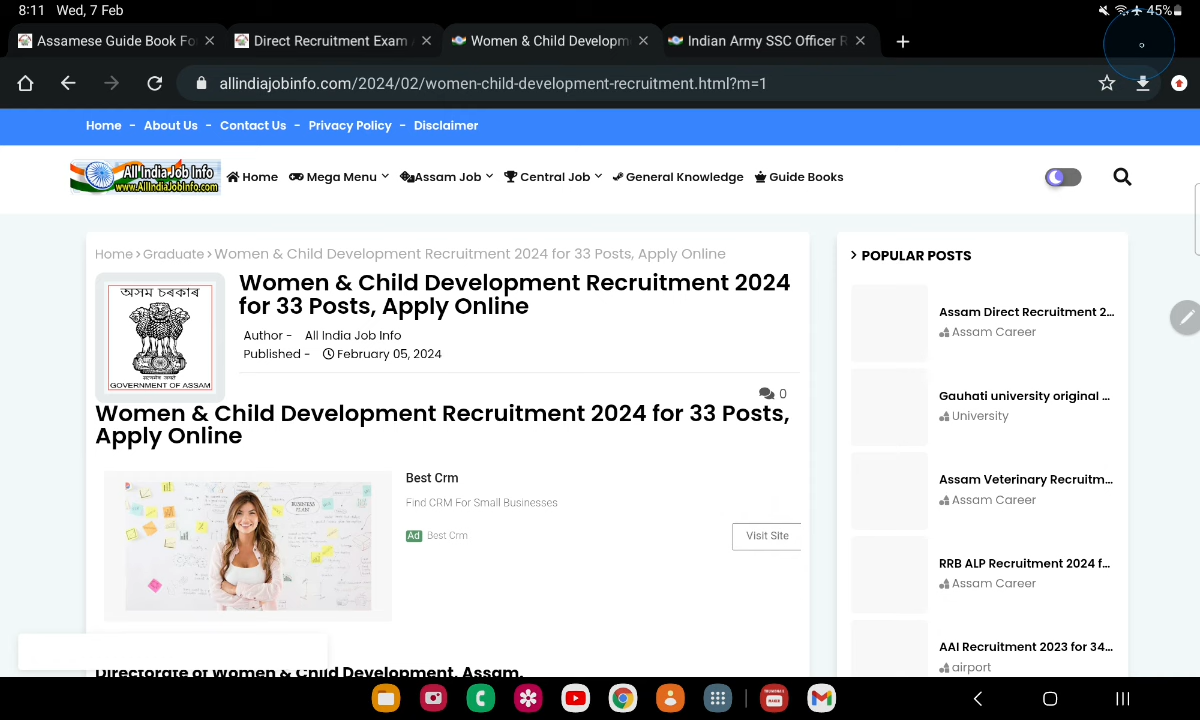 8:11 Wed, 7 Feb
45%
Assamese Guide Book Fo
Direct Recruitment Exam
Women & Child Developm
Indian Army SSC Officer R
allindiajobinfo.com/2024/02/women-child-development-recruitment.html?m=1
Home - About Us - Contact Us - Privacy Policy - Disclaimer
All India Job Info
www.AllIndiaJobInfo.com
Home
Mega Menu
Assam Job
Central Job
General Knowledge
Guide Books
Home > Graduate > Women & Child Development Recruitment 2024 for 33 Posts, Apply Online
অসম চৰকাৰ
सत्यमेव जयते
GOVERNMENT OF ASSAM
Women & Child Development Recruitment 2024
for 33 Posts, Apply Online
Author - All India Job Info
Published - February 05, 2024
0
Women & Child Development Recruitment 2024 for 33 Posts,
Apply Online
BUSINESS
PLAN!
Best Crm
Find CRM For Small Businesses
Ad Best Crm
Visit Site
Directorate of Women & Child Development, Assam.
> POPULAR POSTS
Assam Direct Recruitment 2...
Assam Career
Gauhati university original ...
University
Assam Veterinary Recruitm...
Assam Career
RRB ALP Recruitment 2024 f...
Assam Career
AAI Recruitment 2023 for 34...
airport